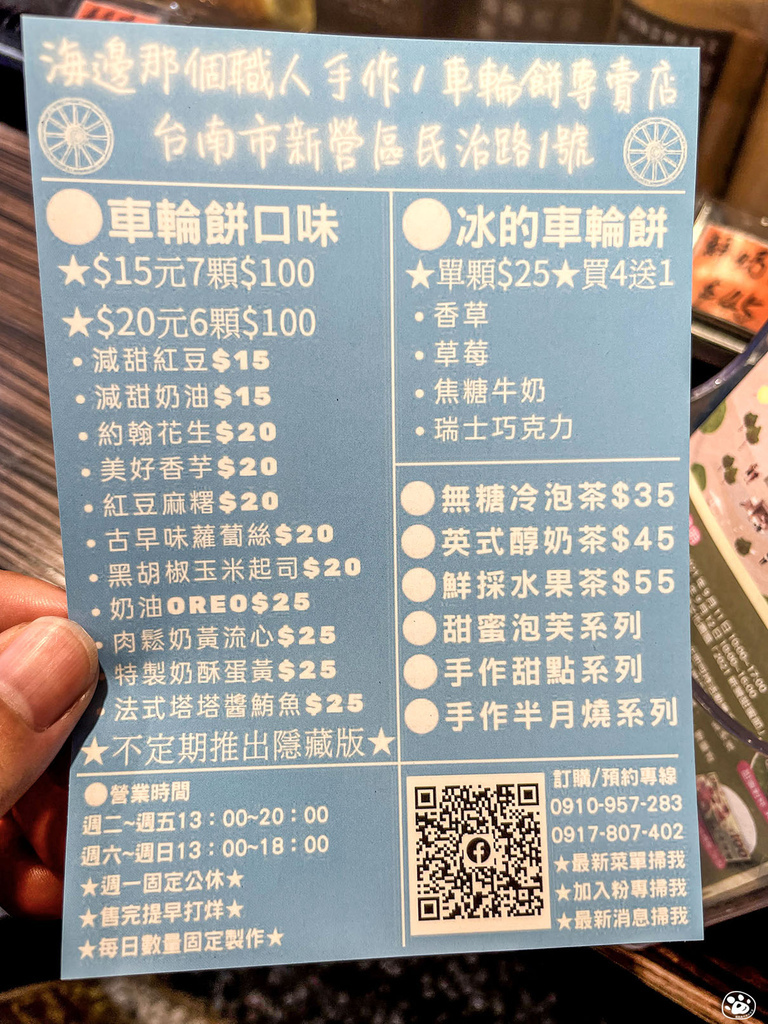 海邊那個職人手作/車輪餅專賣店
台南市新營區民治路1號
車輪餅口味
★$15元7顆$100
★$20元6顆$100
•減甜紅豆$15
•減甜奶油$15
•約翰花生$20
•美好香芋$20
•紅豆麻糬$20
•古早味蘿蔔絲$20
•黑胡椒玉米起司$20
•奶油OREO$25
•肉鬆奶黃流心$25
特製奶酥蛋黃$25
•法式塔塔醬鮪魚$25
★不定期推出隱藏版★
冰的車輪餅
★單顆$25★買4送1
•香草
•草莓
•焦糖牛奶
•瑞士巧克力
無糖冷泡茶$35
英式醇奶茶$45
鮮採水果茶$55
甜蜜泡芙系列
手作甜點系列
手作半月燒系列
營業時間
週二~週五13：00~20：00
週六~週日13：00~18：00
★週一固定公休★
★售完提早打烊★
★每日數量固定製作★
訂購/預約專線
0910-957-283
0917-807-402
★最新菜單掃我
★加入粉專掃我
★最新消息掃我
$45